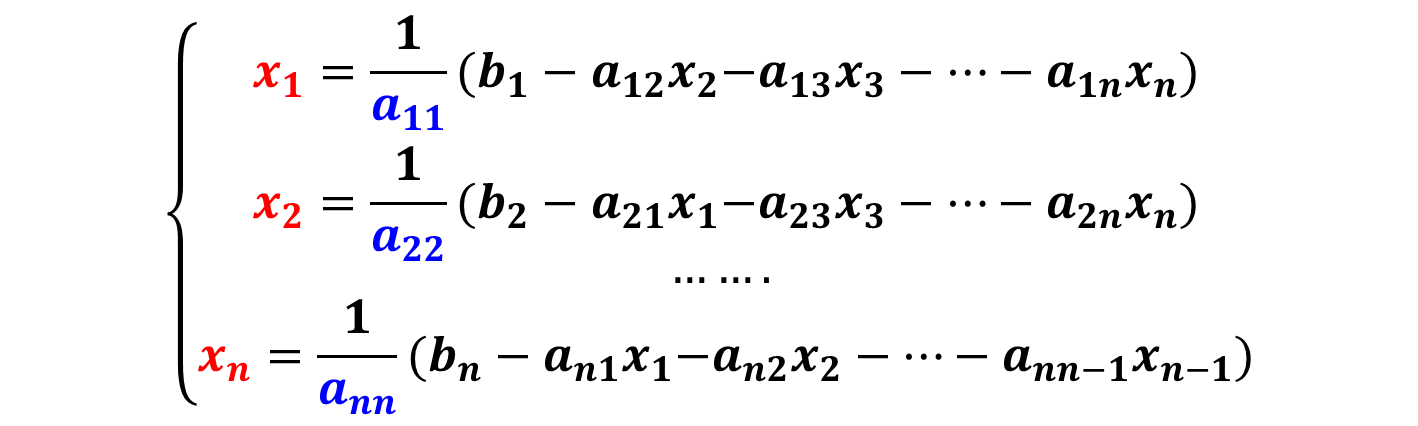 x₁ = 1/a₁₁ (b₁ − a₁₂x₂−a₁₃x₃ − ⋯ − a₁ₙxₙ)
x₂ = 1/a₂₂ (b₂ − a₂₁x₁−a₂₃x₃ − ⋯ − a₂ₙxₙ)
… … .
xₙ = 1/aₙₙ (bₙ − aₙ₁x₁−aₙ₂x₂ − ⋯ − aₙₙ₋₁xₙ₋₁)